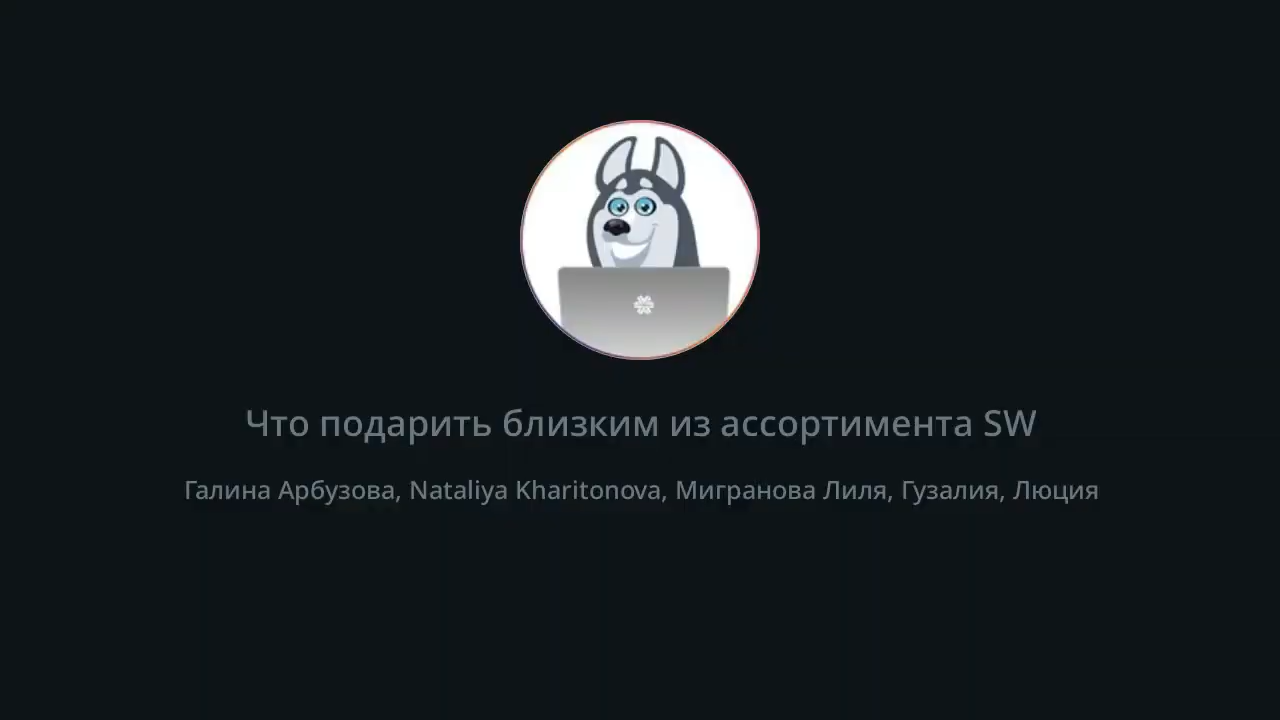 Что подарить близким из ассортимента SW
Галина Арбузова, Nataliya Kharitonova, Мигранова Лиля, Гузалия, Люция